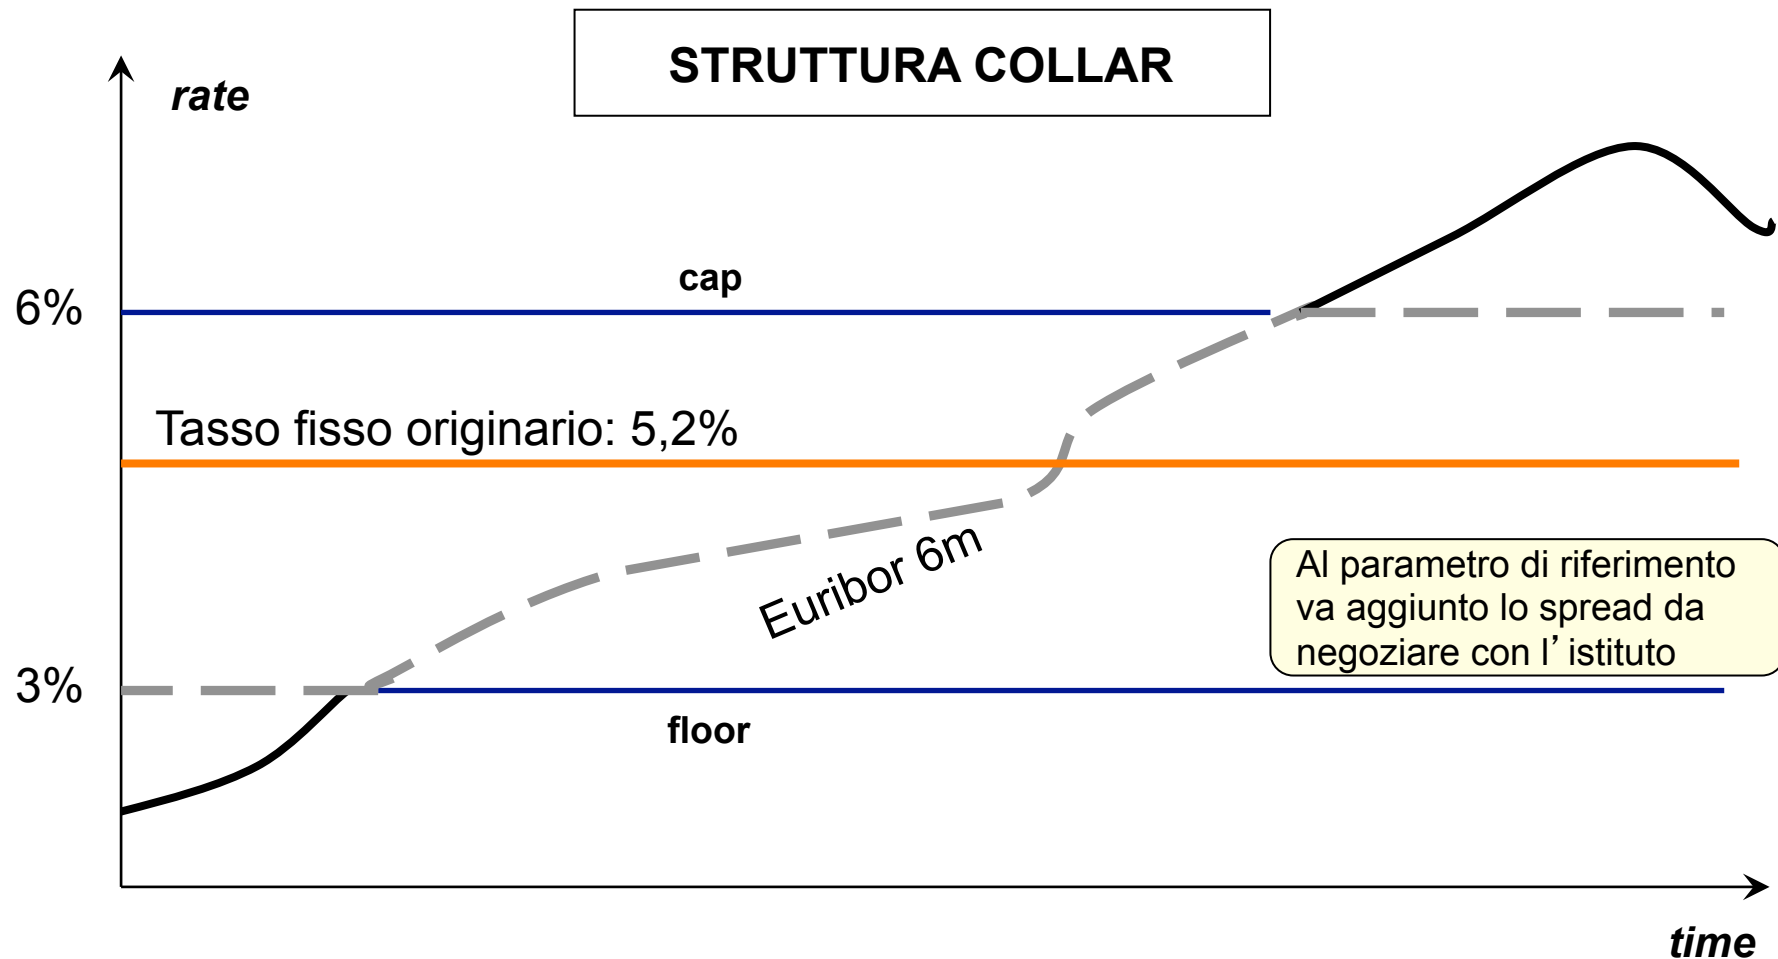 STRUTTURA COLLAR
rate
cap
6%
Tasso fisso originario: 5,2%
Euribor 6m
Al parametro di riferimento
va aggiunto lo spread da
negoziare con l’ istituto
3%
floor
time